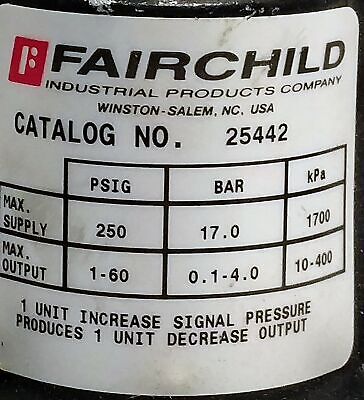 FAIRCHILD
INDUSTRIAL PRODUCTS COMPANY
WINSTON-SALEM, NC, USA
CATALOG NO. 25442
PSIG BAR kPa
MAX. SUPPLY 250 17.0 1700
MAX. OUTPUT 1-60 0.1-4.0 10-400
1 UNIT INCREASE SIGNAL PRESSURE
PRODUCES 1 UNIT DECREASE OUTPUT